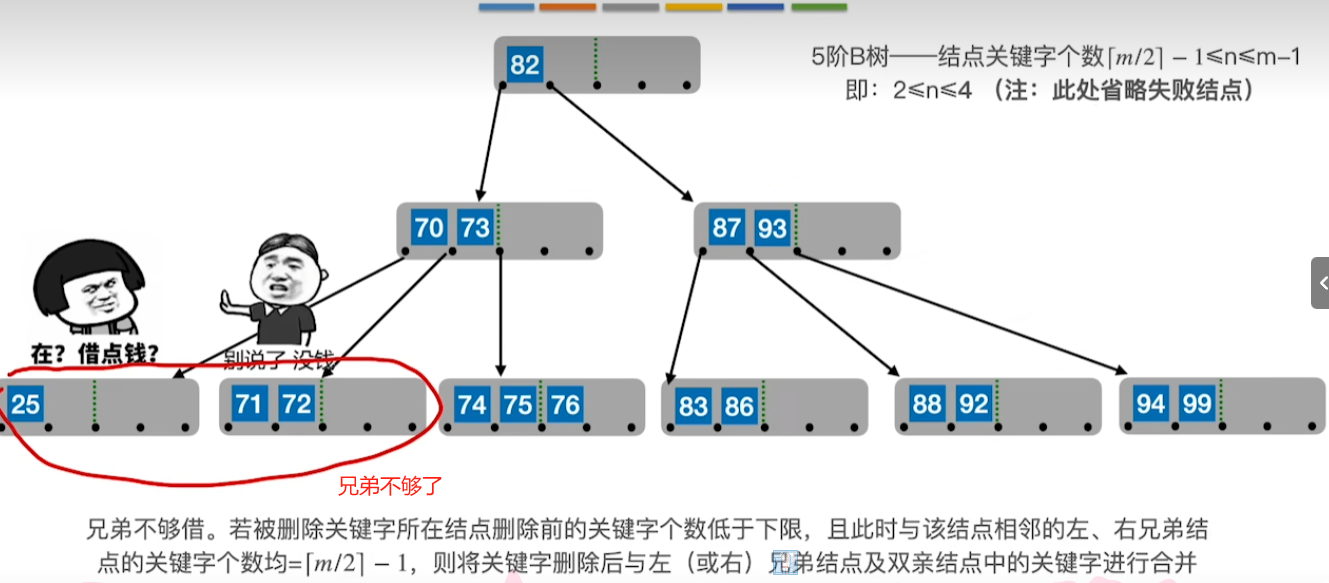 82
5阶B树——结点关键字个数⌈m/2⌉ − 1≤n≤m−1
即：2≤n≤4 （注：此处省略失败结点）
70 73
87 93
在？借点钱？
别说了 没钱
25
71 72
74 75 76
83 86
88 92
94 99
兄弟不够了
兄弟不够借。若被删除关键字所在结点删除前的关键字个数低于下限，且此时与该结点相邻的左、右兄弟结
点的关键字个数均=⌈m/2⌉ − 1，则将关键字删除后与左（或右）兄弟结点及双亲结点中的关键字进行合并